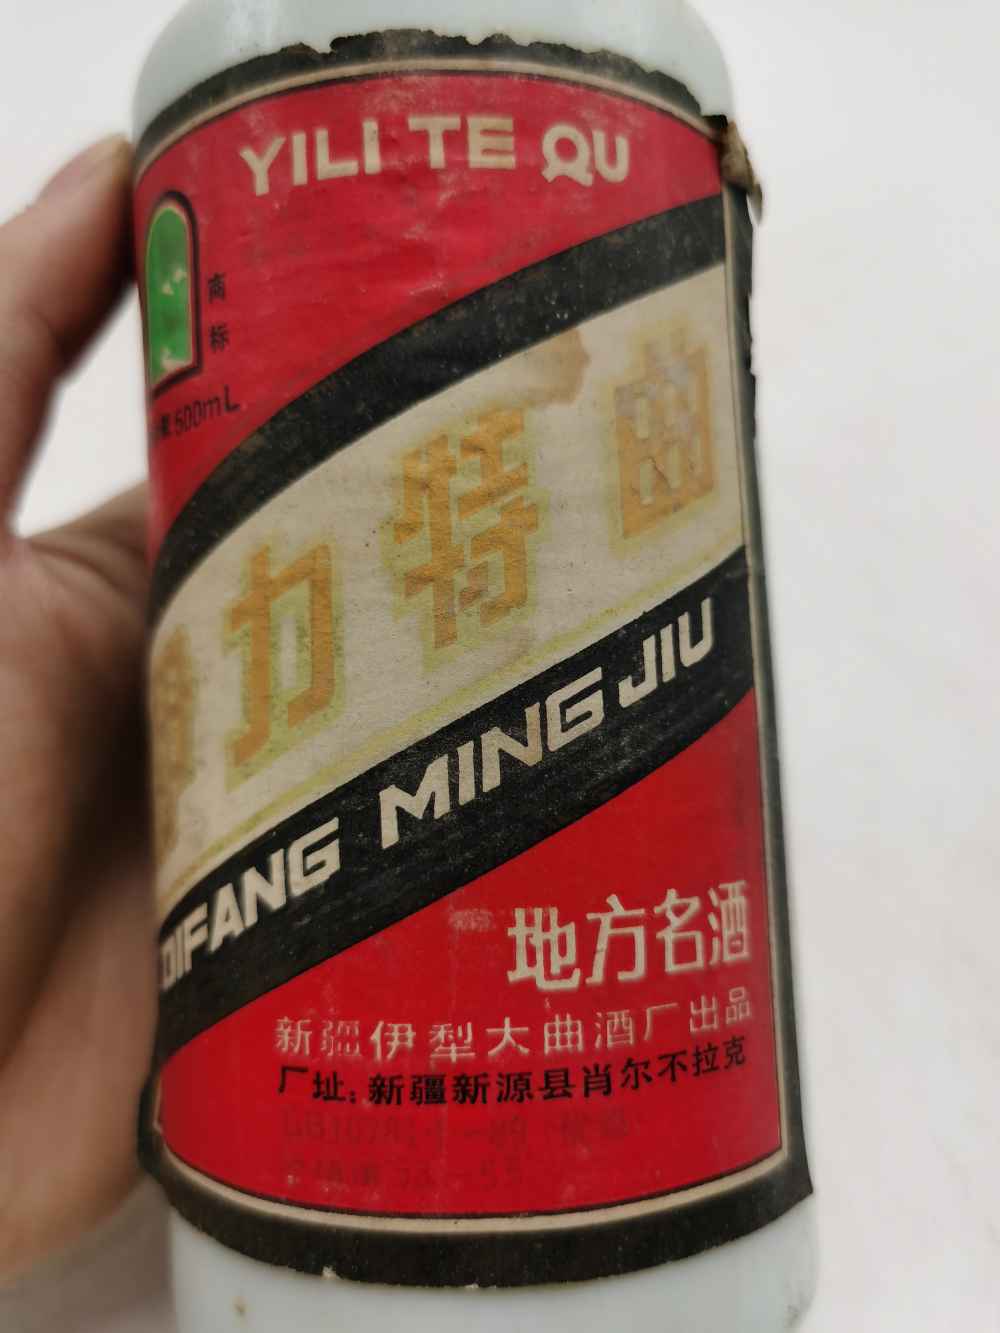 YILI TE QU
商标
500mL
力特曲
DIFANG MING JIU
地方名酒
新疆伊犁大曲酒厂出品
厂址：新疆新源县肖尔不拉克